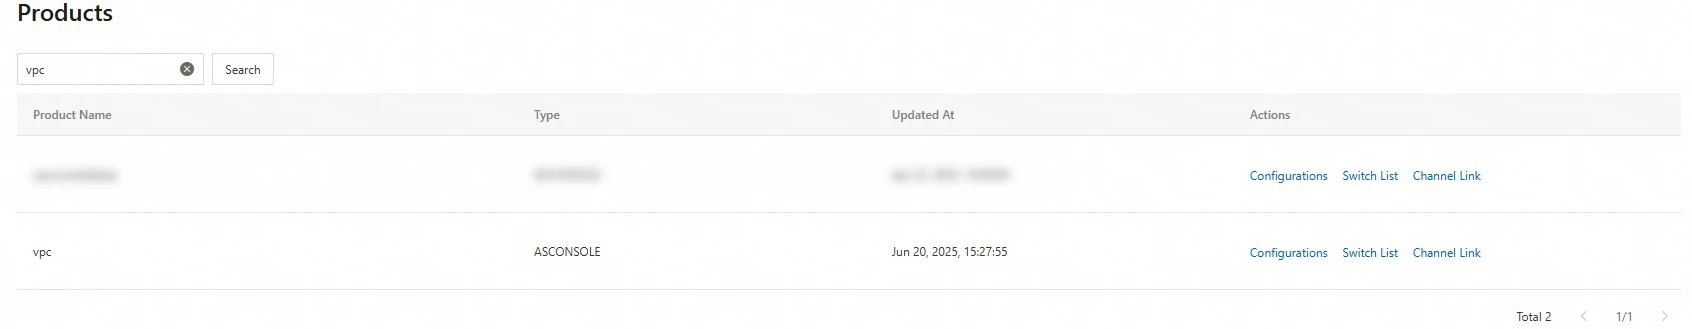 Products
vpc Search
Product Name Type Updated At Actions
Configurations Switch List Channel Link
vpc ASCONSOLE Jun 20, 2025, 15:27:55 Configurations Switch List Channel Link
Total 2 1/1